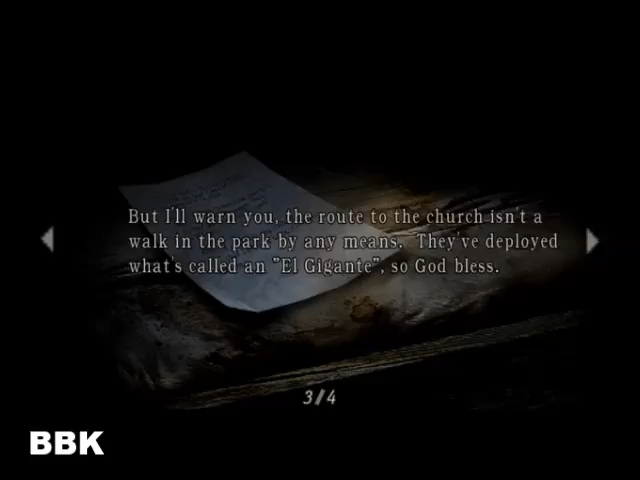 But I'll warn you, the route to the church isn't a
walk in the park by any means. They've deployed
what's called an "El Gigante", so God bless.
3/4
BBK